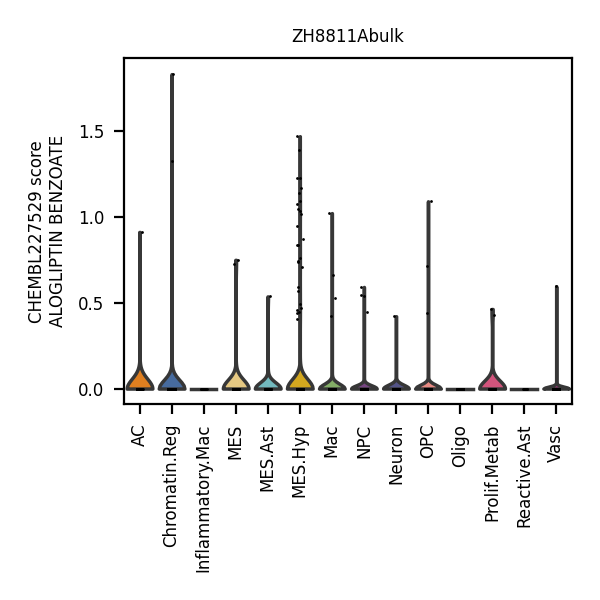 ZH8811Abulk
CHEMBL227529 score
ALOGLIPTIN BENZOATE
1.5
1.0
0.5
0.0
AC
Chromatin.Reg
Inflammatory.Mac
MES
MES.Ast
MES.Hyp
Mac
NPC
Neuron
OPC
Oligo
Prolif.Metab
Reactive.Ast
Vasc